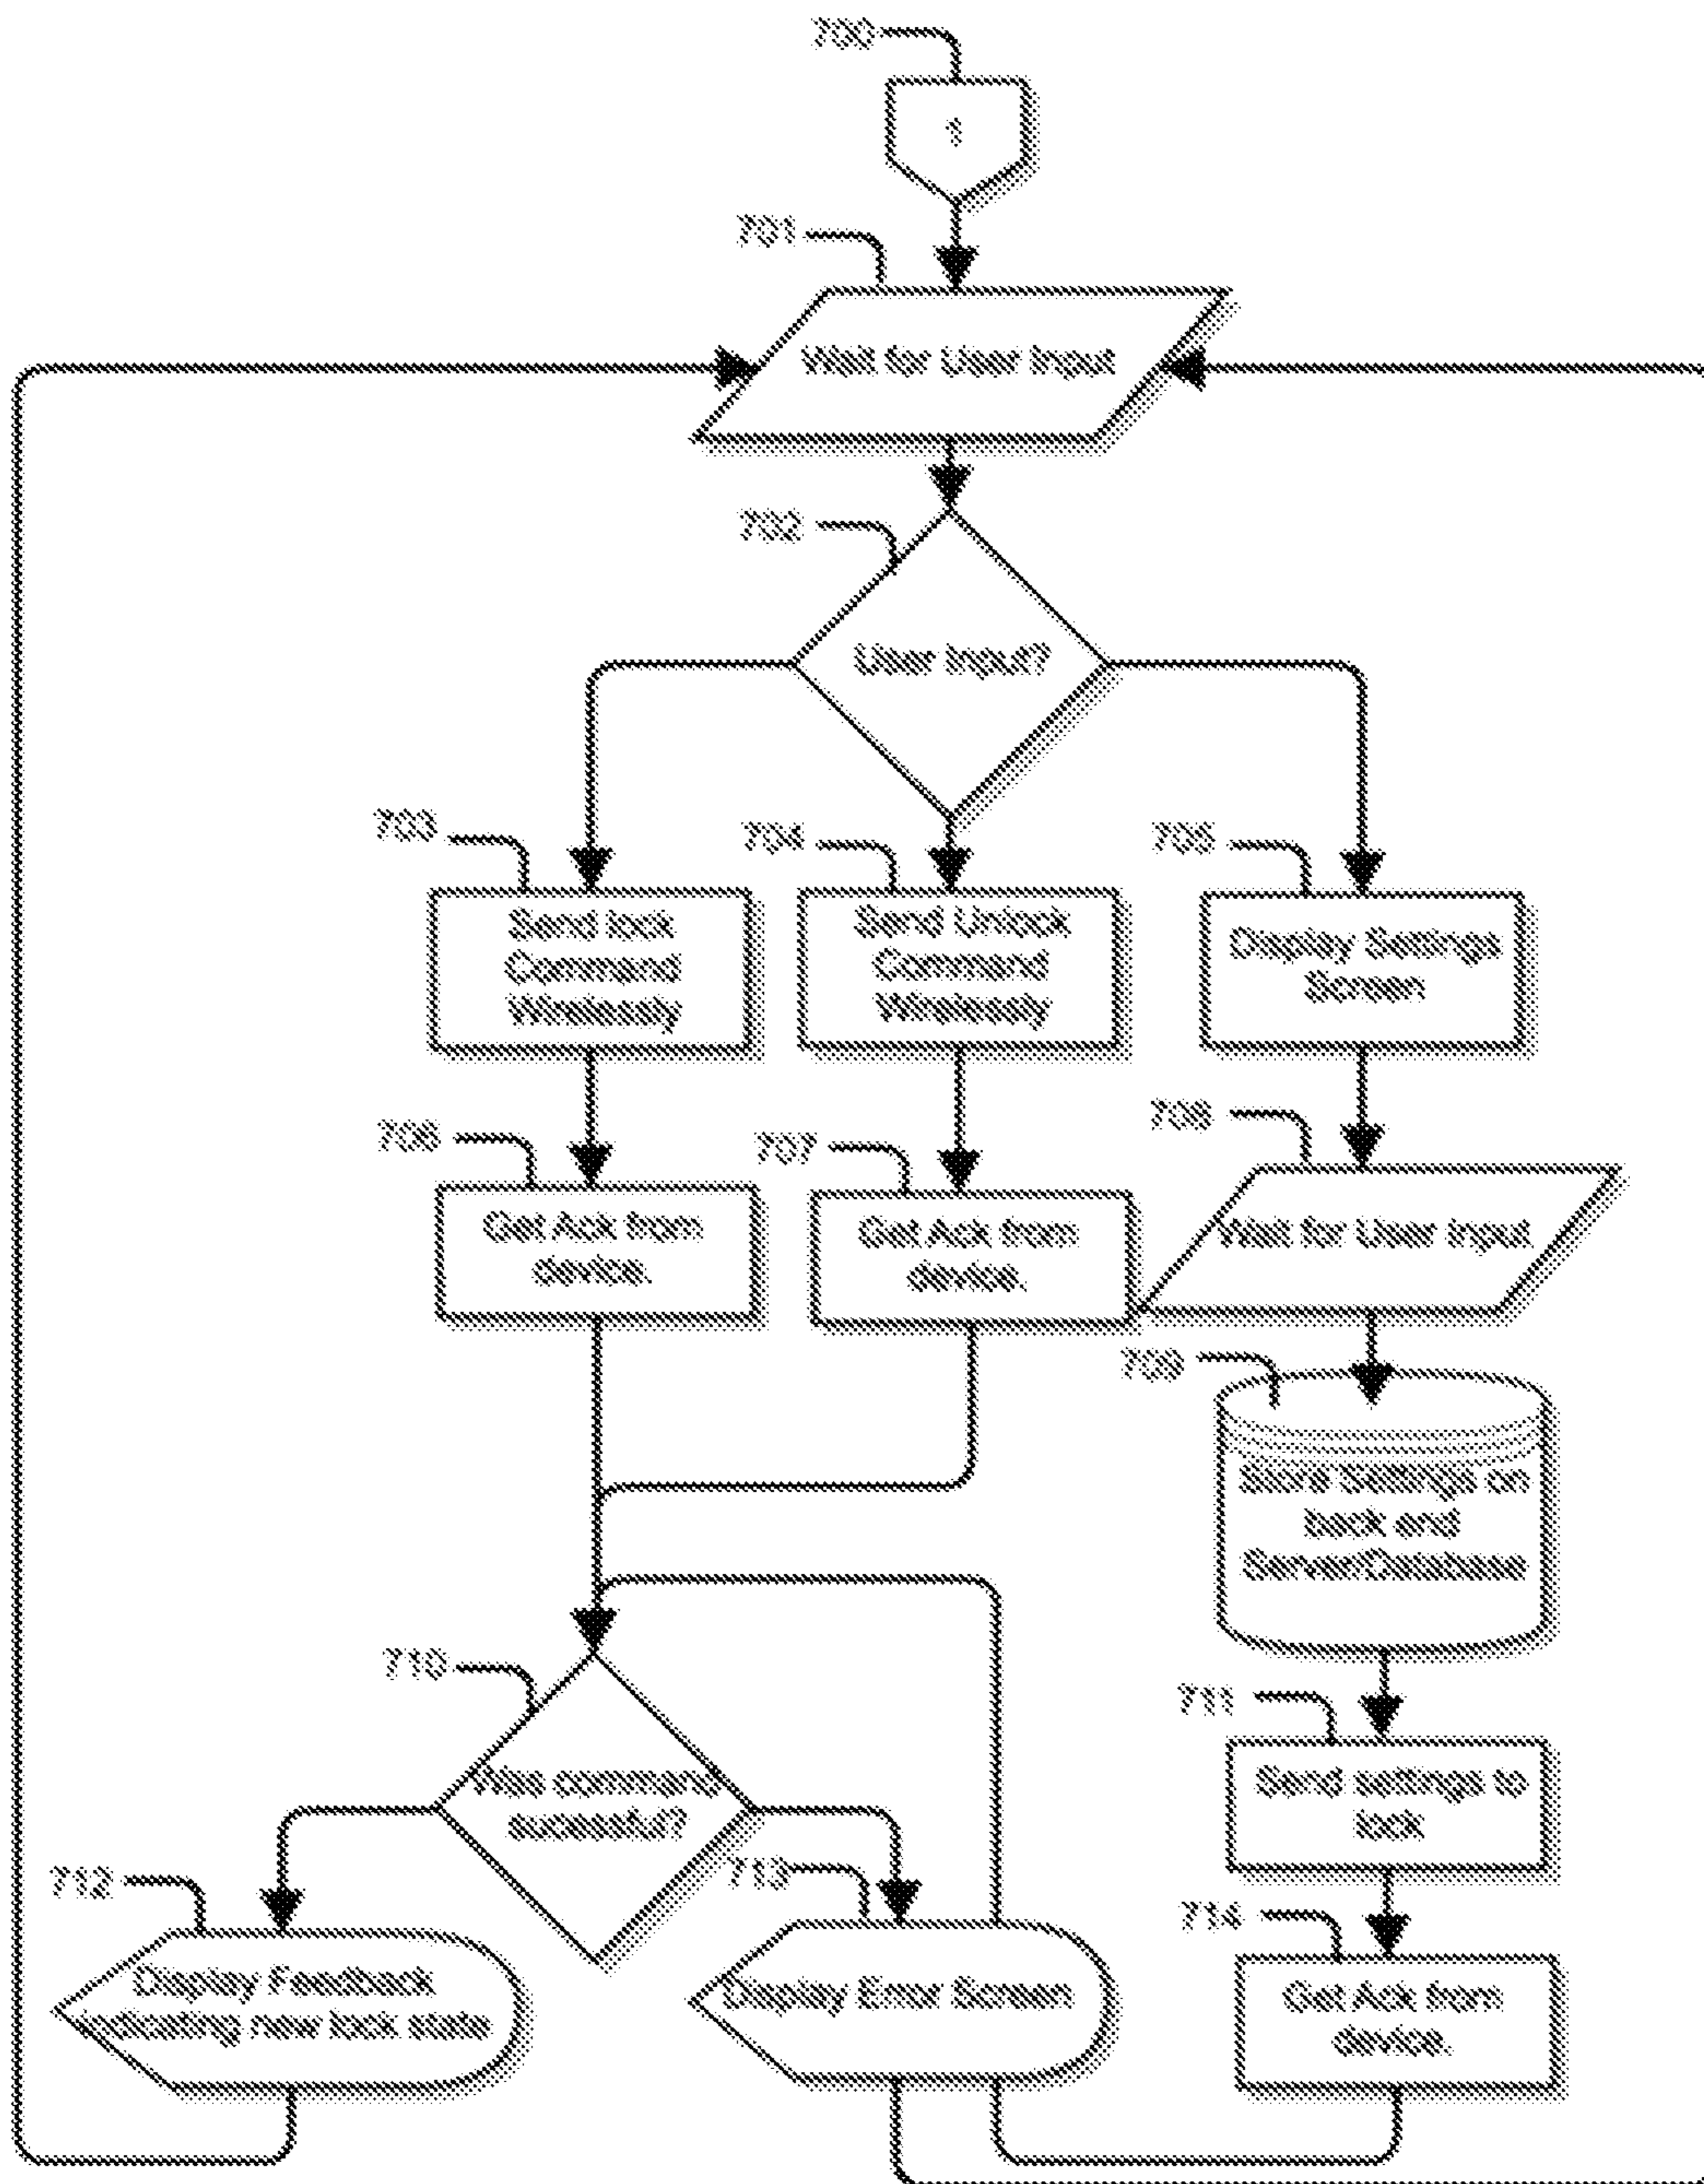 700
1
701
Wait for User Input
702
User Input?
703
704
705
Send lock
Command
Wirelessly
Send Unlock
Command
Wirelessly
Display Settings
Screen
706
707
708
Get Ack from
device.
Get Ack from
device.
Wait for User Input
709
Store Settings on
back end
Server/Database
710
711
Was command
sucessful?
Send settings to
lock
712
713
714
Display Feedback
indicating new lock state
Display Error Screen
Get Ack from
device.